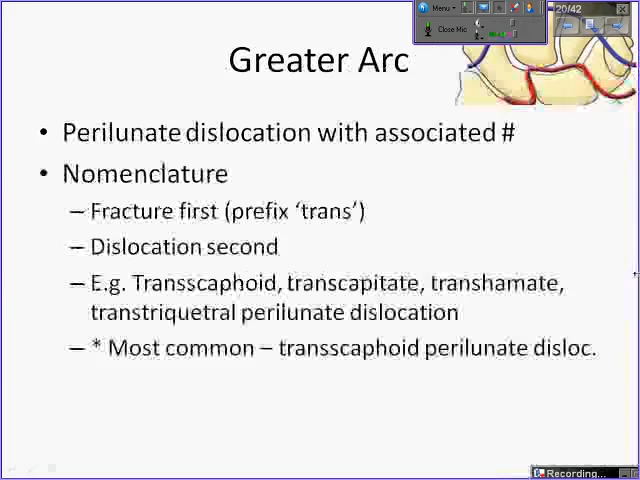 Menu
20/42
Close Mic
Greater Arc
• Perilunate dislocation with associated #
• Nomenclature
– Fracture first (prefix ‘trans’)
– Dislocation second
– E.g. Transscaphoid, transcapitate, transhamate,
transtriquetral perilunate dislocation
– * Most common – transscaphoid perilunate disloc.
Recording...